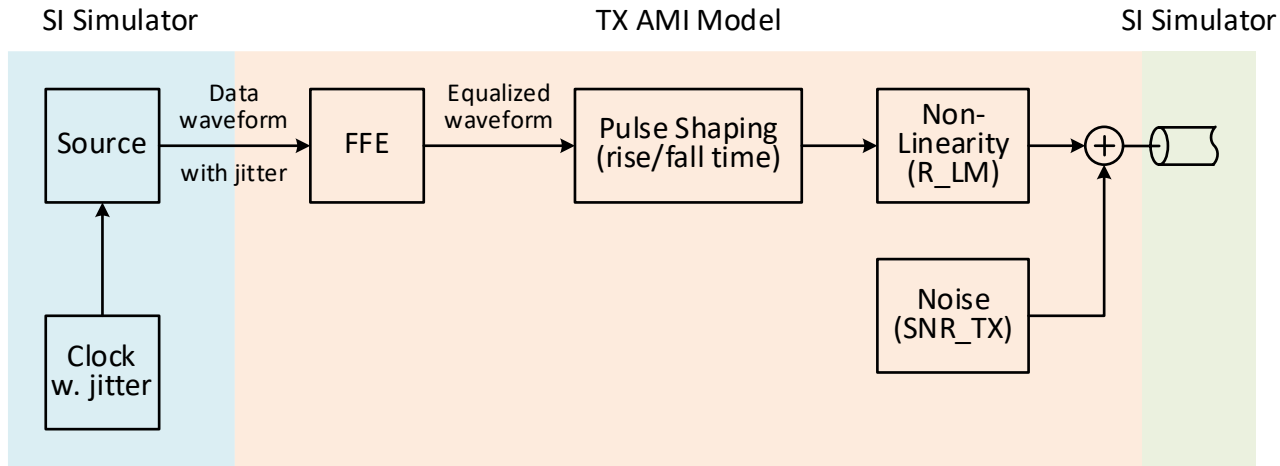 SI Simulator
TX AMI Model
SI Simulator
Source
Data
waveform
with jitter
FFE
Equalized
waveform
Pulse Shaping
(rise/fall time)
Non-
Linearity
(R_LM)
+
Noise
(SNR_TX)
Clock
w. jitter